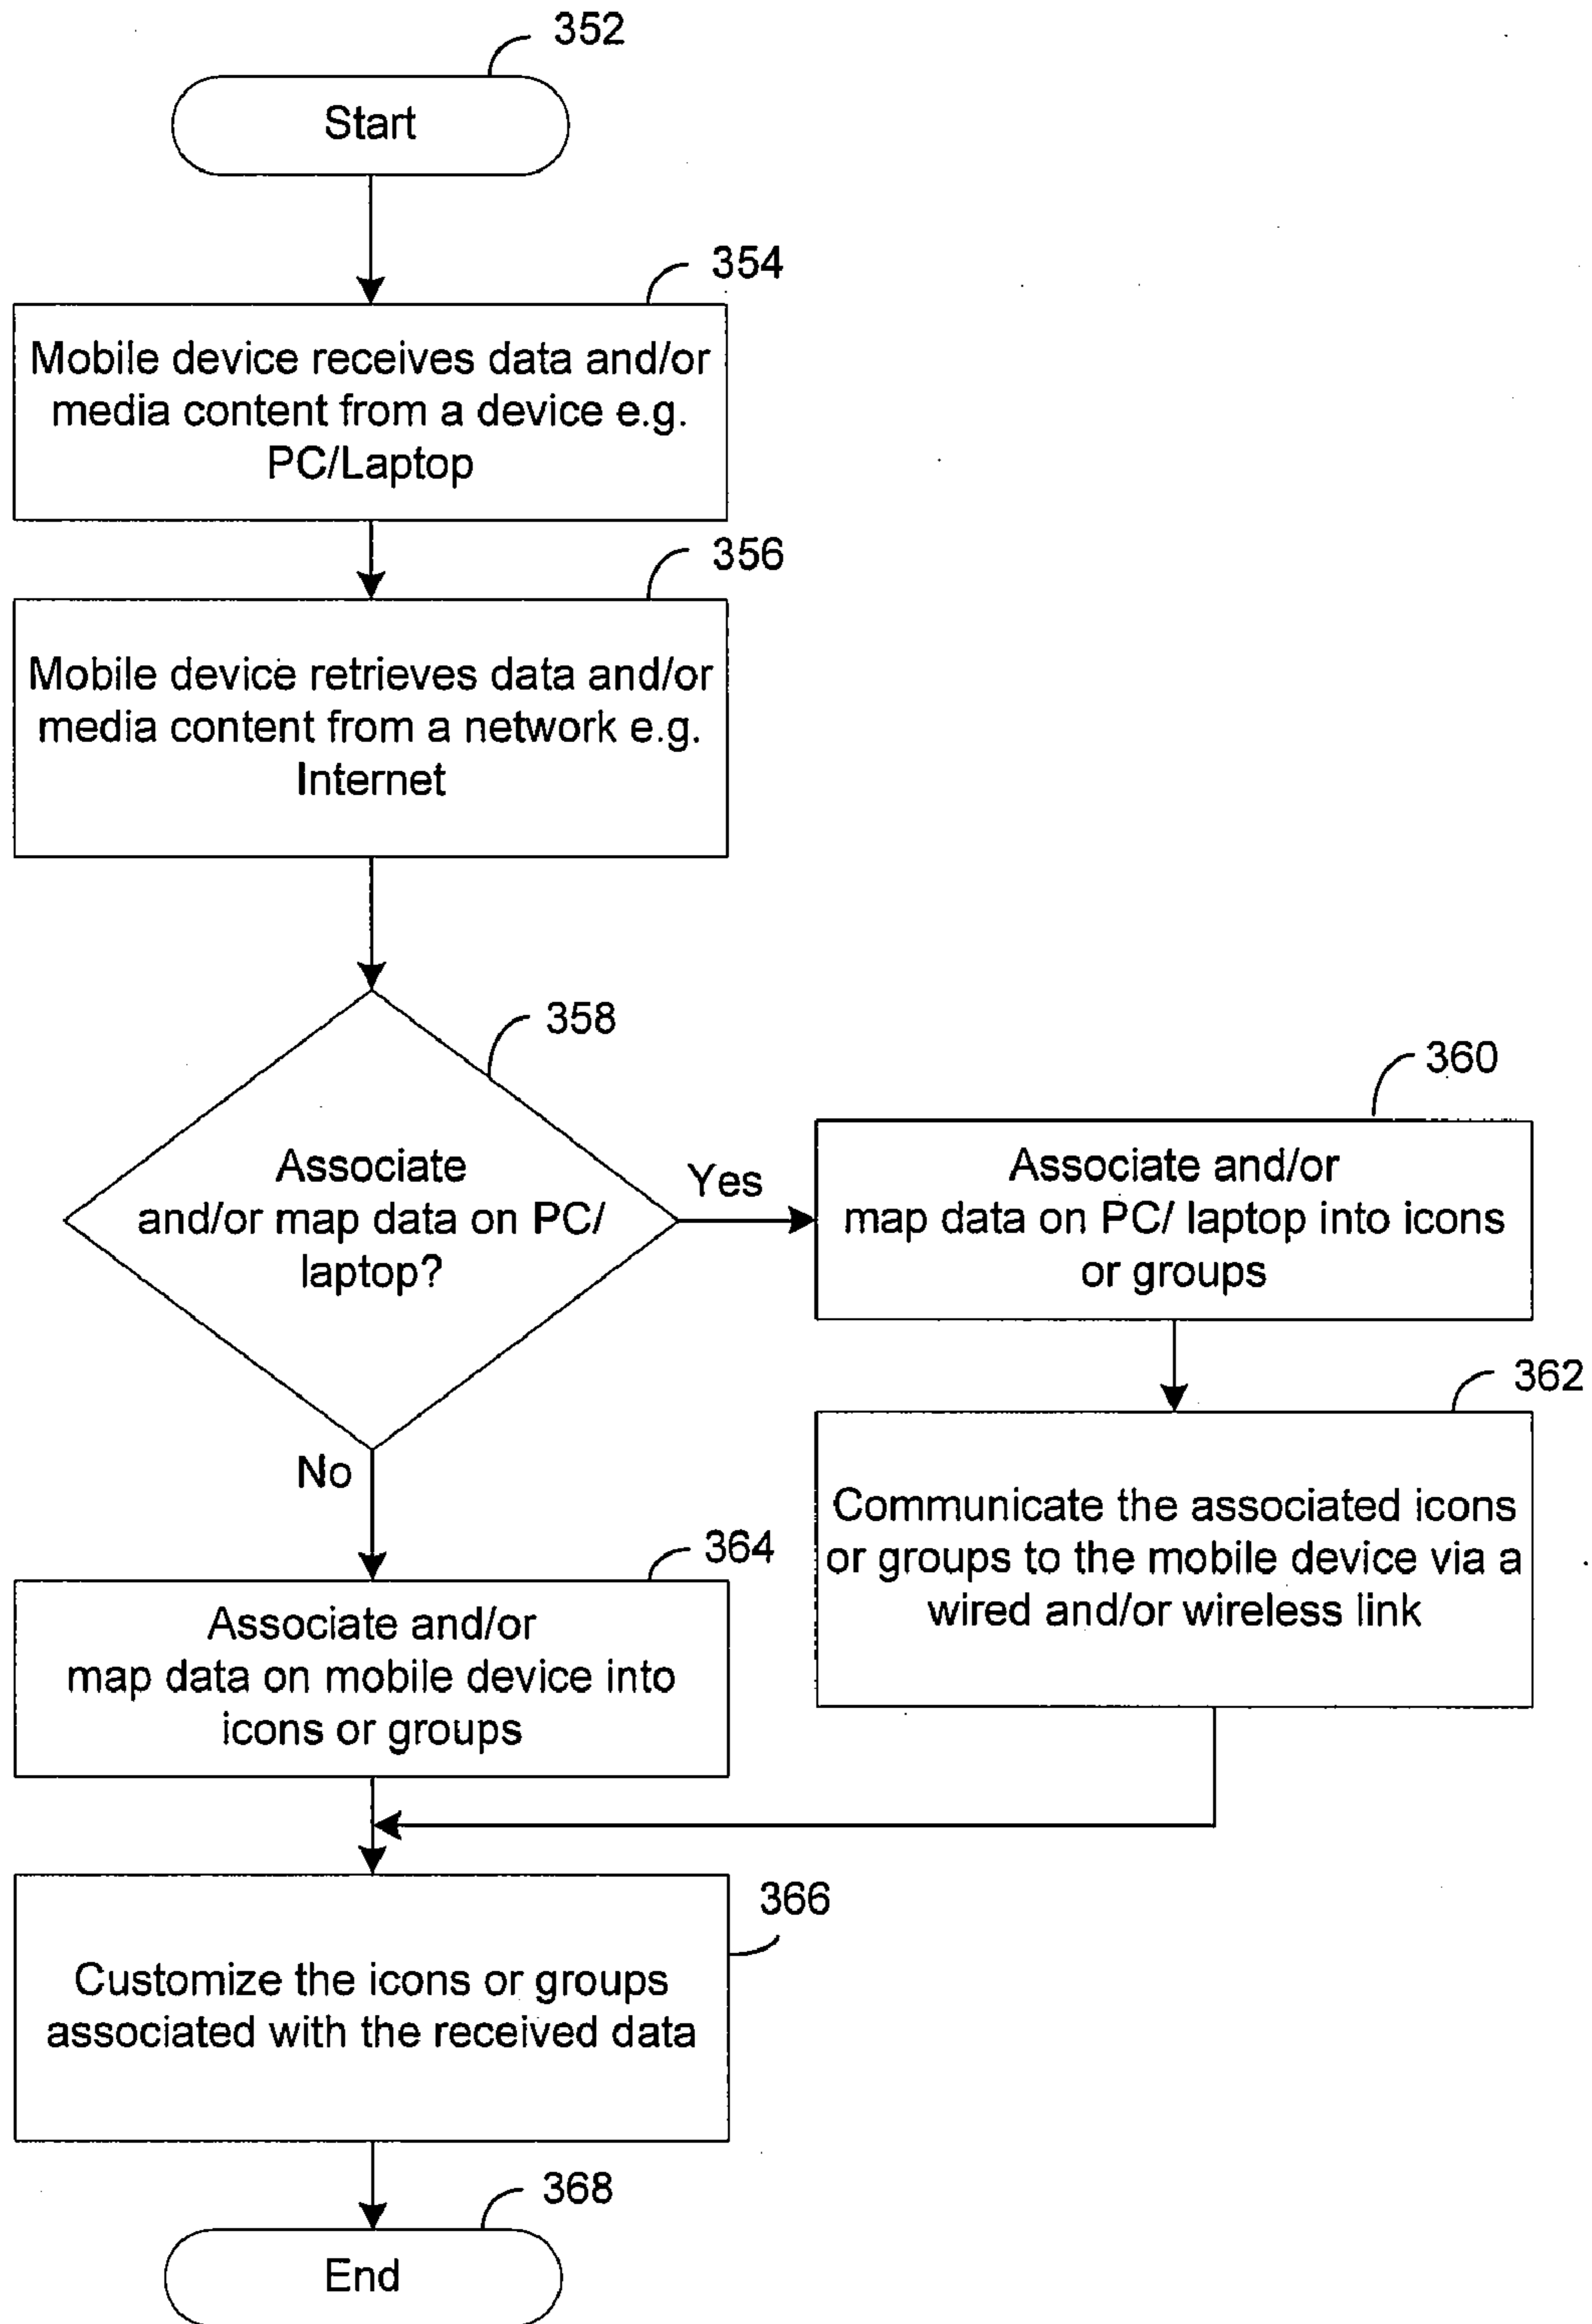 352
Start
354
Mobile device receives data and/or
media content from a device e.g.
PC/Laptop
356
Mobile device retrieves data and/or
media content from a network e.g.
Internet
358
Associate
and/or map data on PC/
laptop?
Yes
No
360
Associate and/or
map data on PC/ laptop into icons
or groups
362
Communicate the associated icons
or groups to the mobile device via a
wired and/or wireless link
364
Associate and/or
map data on mobile device into
icons or groups
366
Customize the icons or groups
associated with the received data
368
End